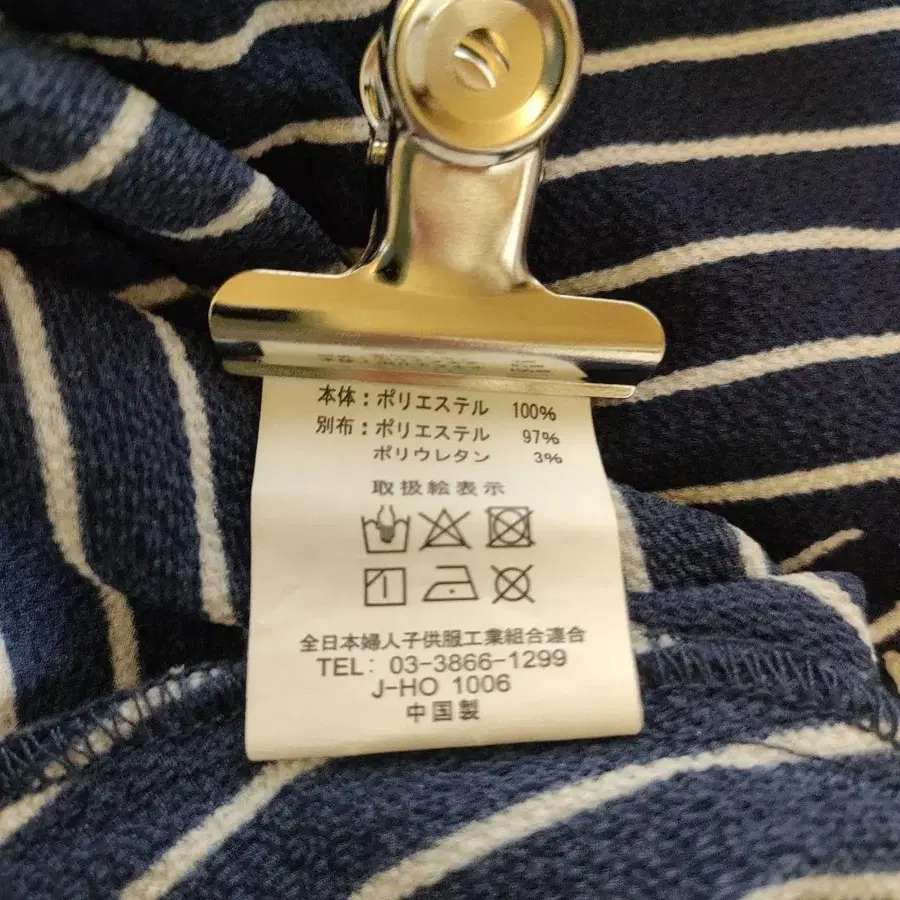 本体：ポリエステル 100%
別布：ポリエステル 97%
ポリウレタン 3%
取扱絵表示
全日本婦人子供服工業組合連合
TEL: 03-3866-1299
J-HO 1006
中国製